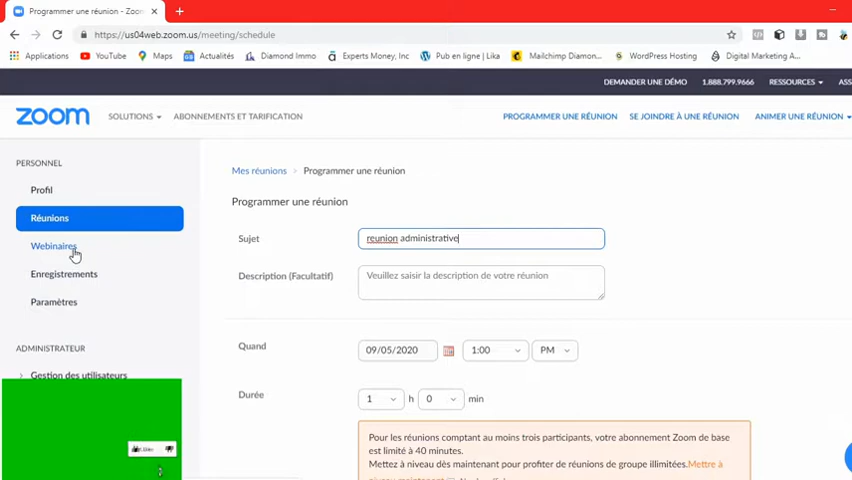 Programmer une réunion - Zoom
https://us04web.zoom.us/meeting/schedule
Applications YouTube Maps Actualités Diamond Immo Experts Money, Inc Pub en ligne | Lika Mailchimp Diamon... WordPress Hosting Digital Marketing A...
DEMANDER UNE DÉMO 1.888.799.9666 RESSOURCES
zoom SOLUTIONS ABONNEMENTS ET TARIFICATION PROGRAMMER UNE RÉUNION SE JOINDRE À UNE RÉUNION ANIMER UNE RÉUNION
PERSONNEL
Profil
Réunions
Webinaires
Enregistrements
Paramètres
ADMINISTRATEUR
Gestion des utilisateurs
Mes réunions > Programmer une réunion
Programmer une réunion
Sujet reunion administrative
Description (Facultatif) Veuillez saisir la description de votre réunion
Quand 09/05/2020 1:00 PM
Durée 1 h 0 min
Pour les réunions comptant au moins trois participants, votre abonnement Zoom de base
est limité à 40 minutes.
Mettez à niveau dès maintenant pour profiter de réunions de groupe illimitées. Mettre à